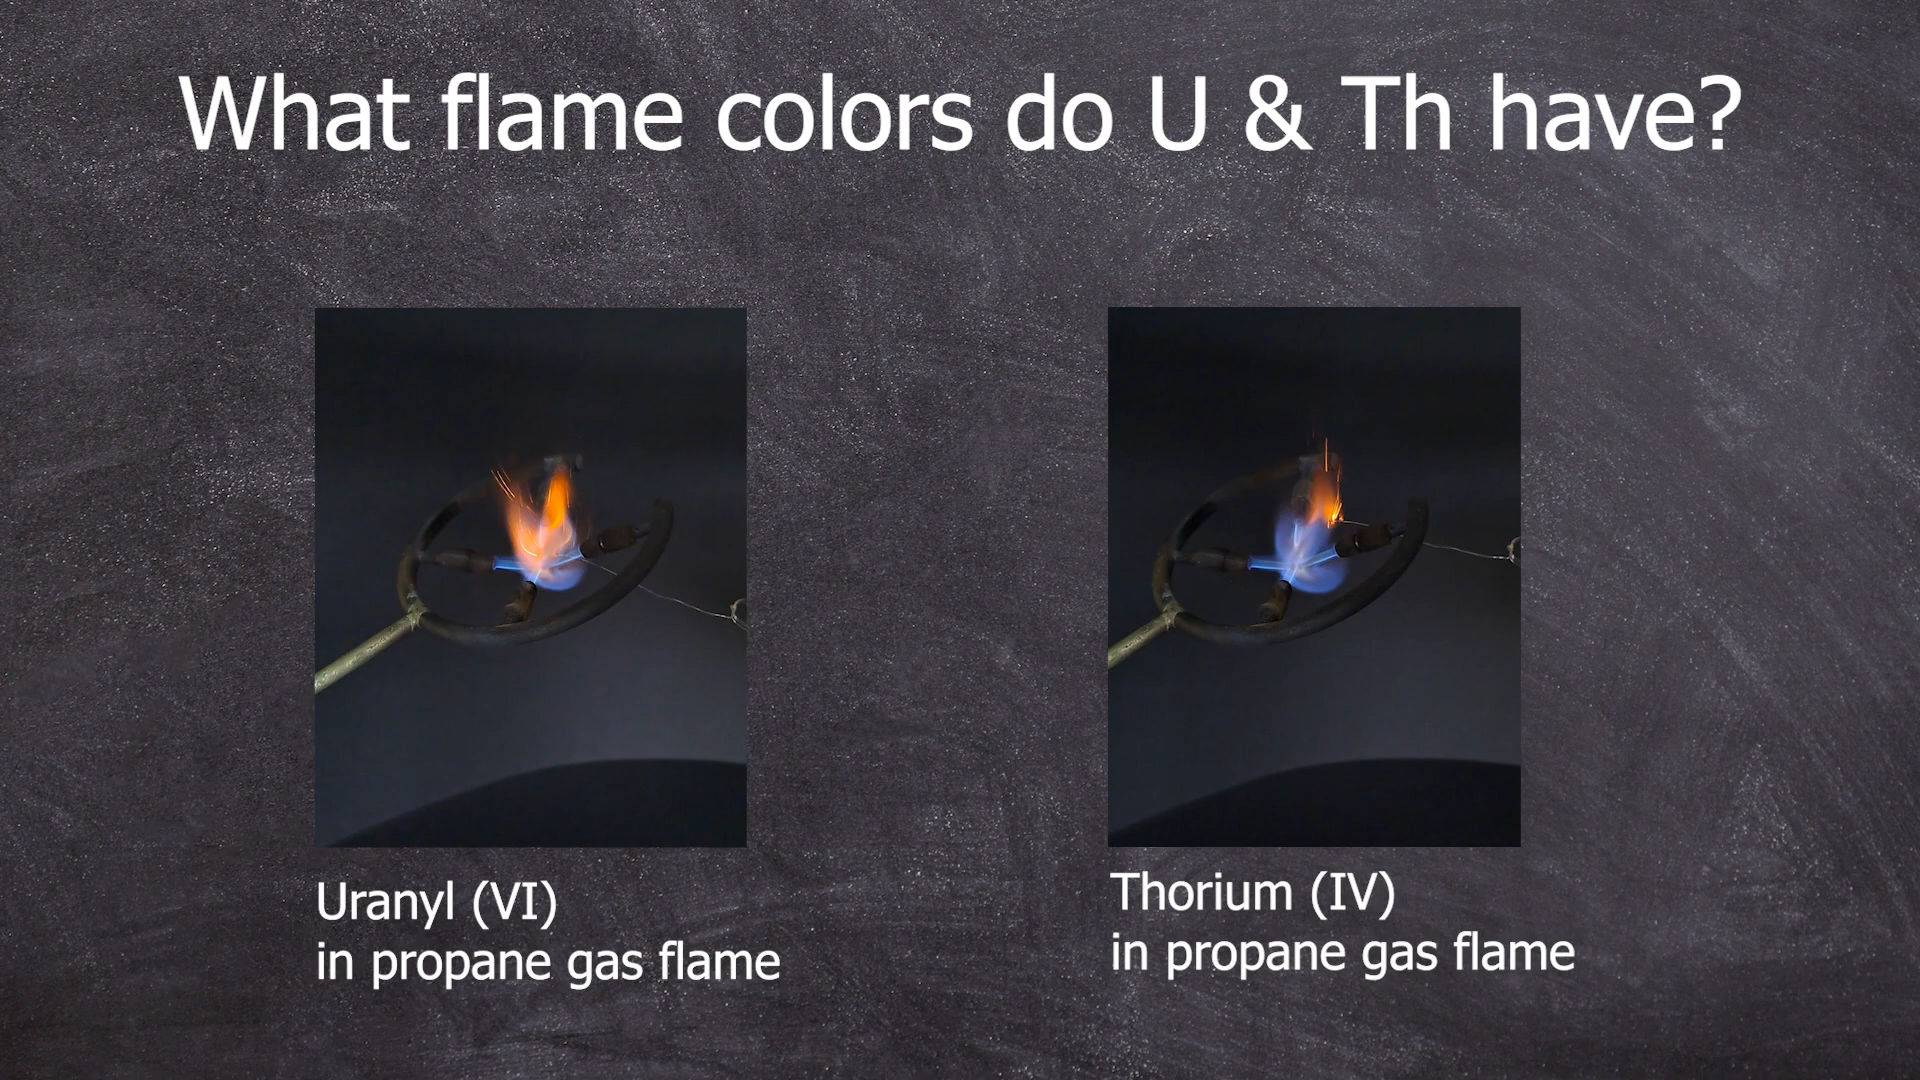 What flame colors do U & Th have?
Uranyl (VI)
in propane gas flame
Thorium (IV)
in propane gas flame